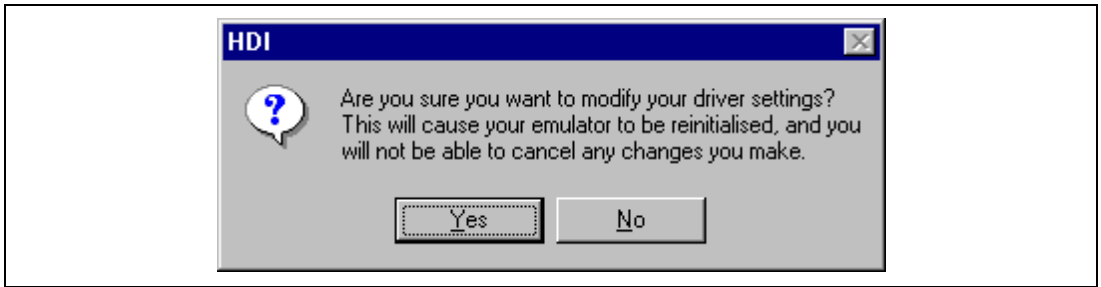 HDI
Are you sure you want to modify your driver settings?
This will cause your emulator to be reinitialised, and you
will not be able to cancel any changes you make.
Yes
No